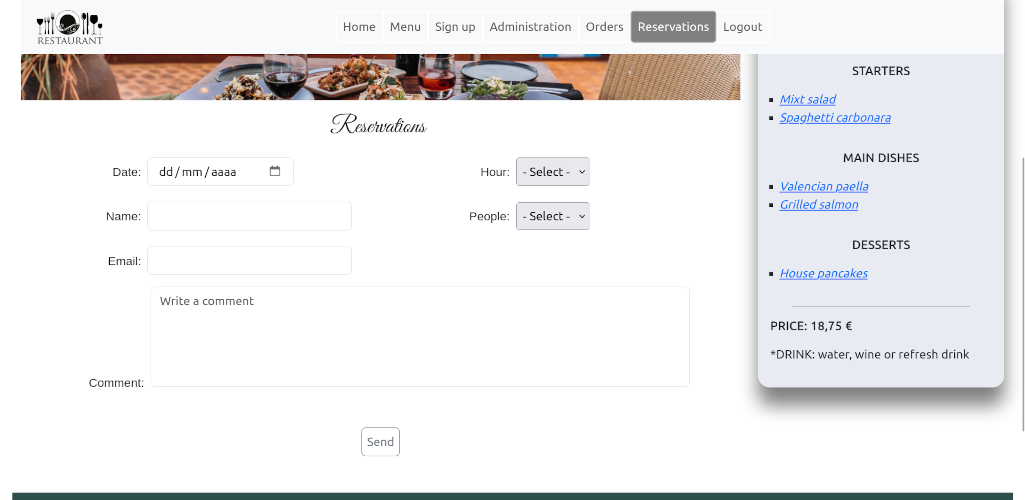 RESTAURANT
Home Menu Sign up Administration Orders Reservations Logout
Reservations
Date: dd/mm/aaaa
Hour: - Select -
Name:
People: - Select -
Email:
Write a comment
Comment:
Send
STARTERS
Mixt salad
Spaghetti carbonara
MAIN DISHES
Valencian paella
Grilled salmon
DESSERTS
House pancakes
PRICE: 18,75 €
*DRINK: water, wine or refresh drink